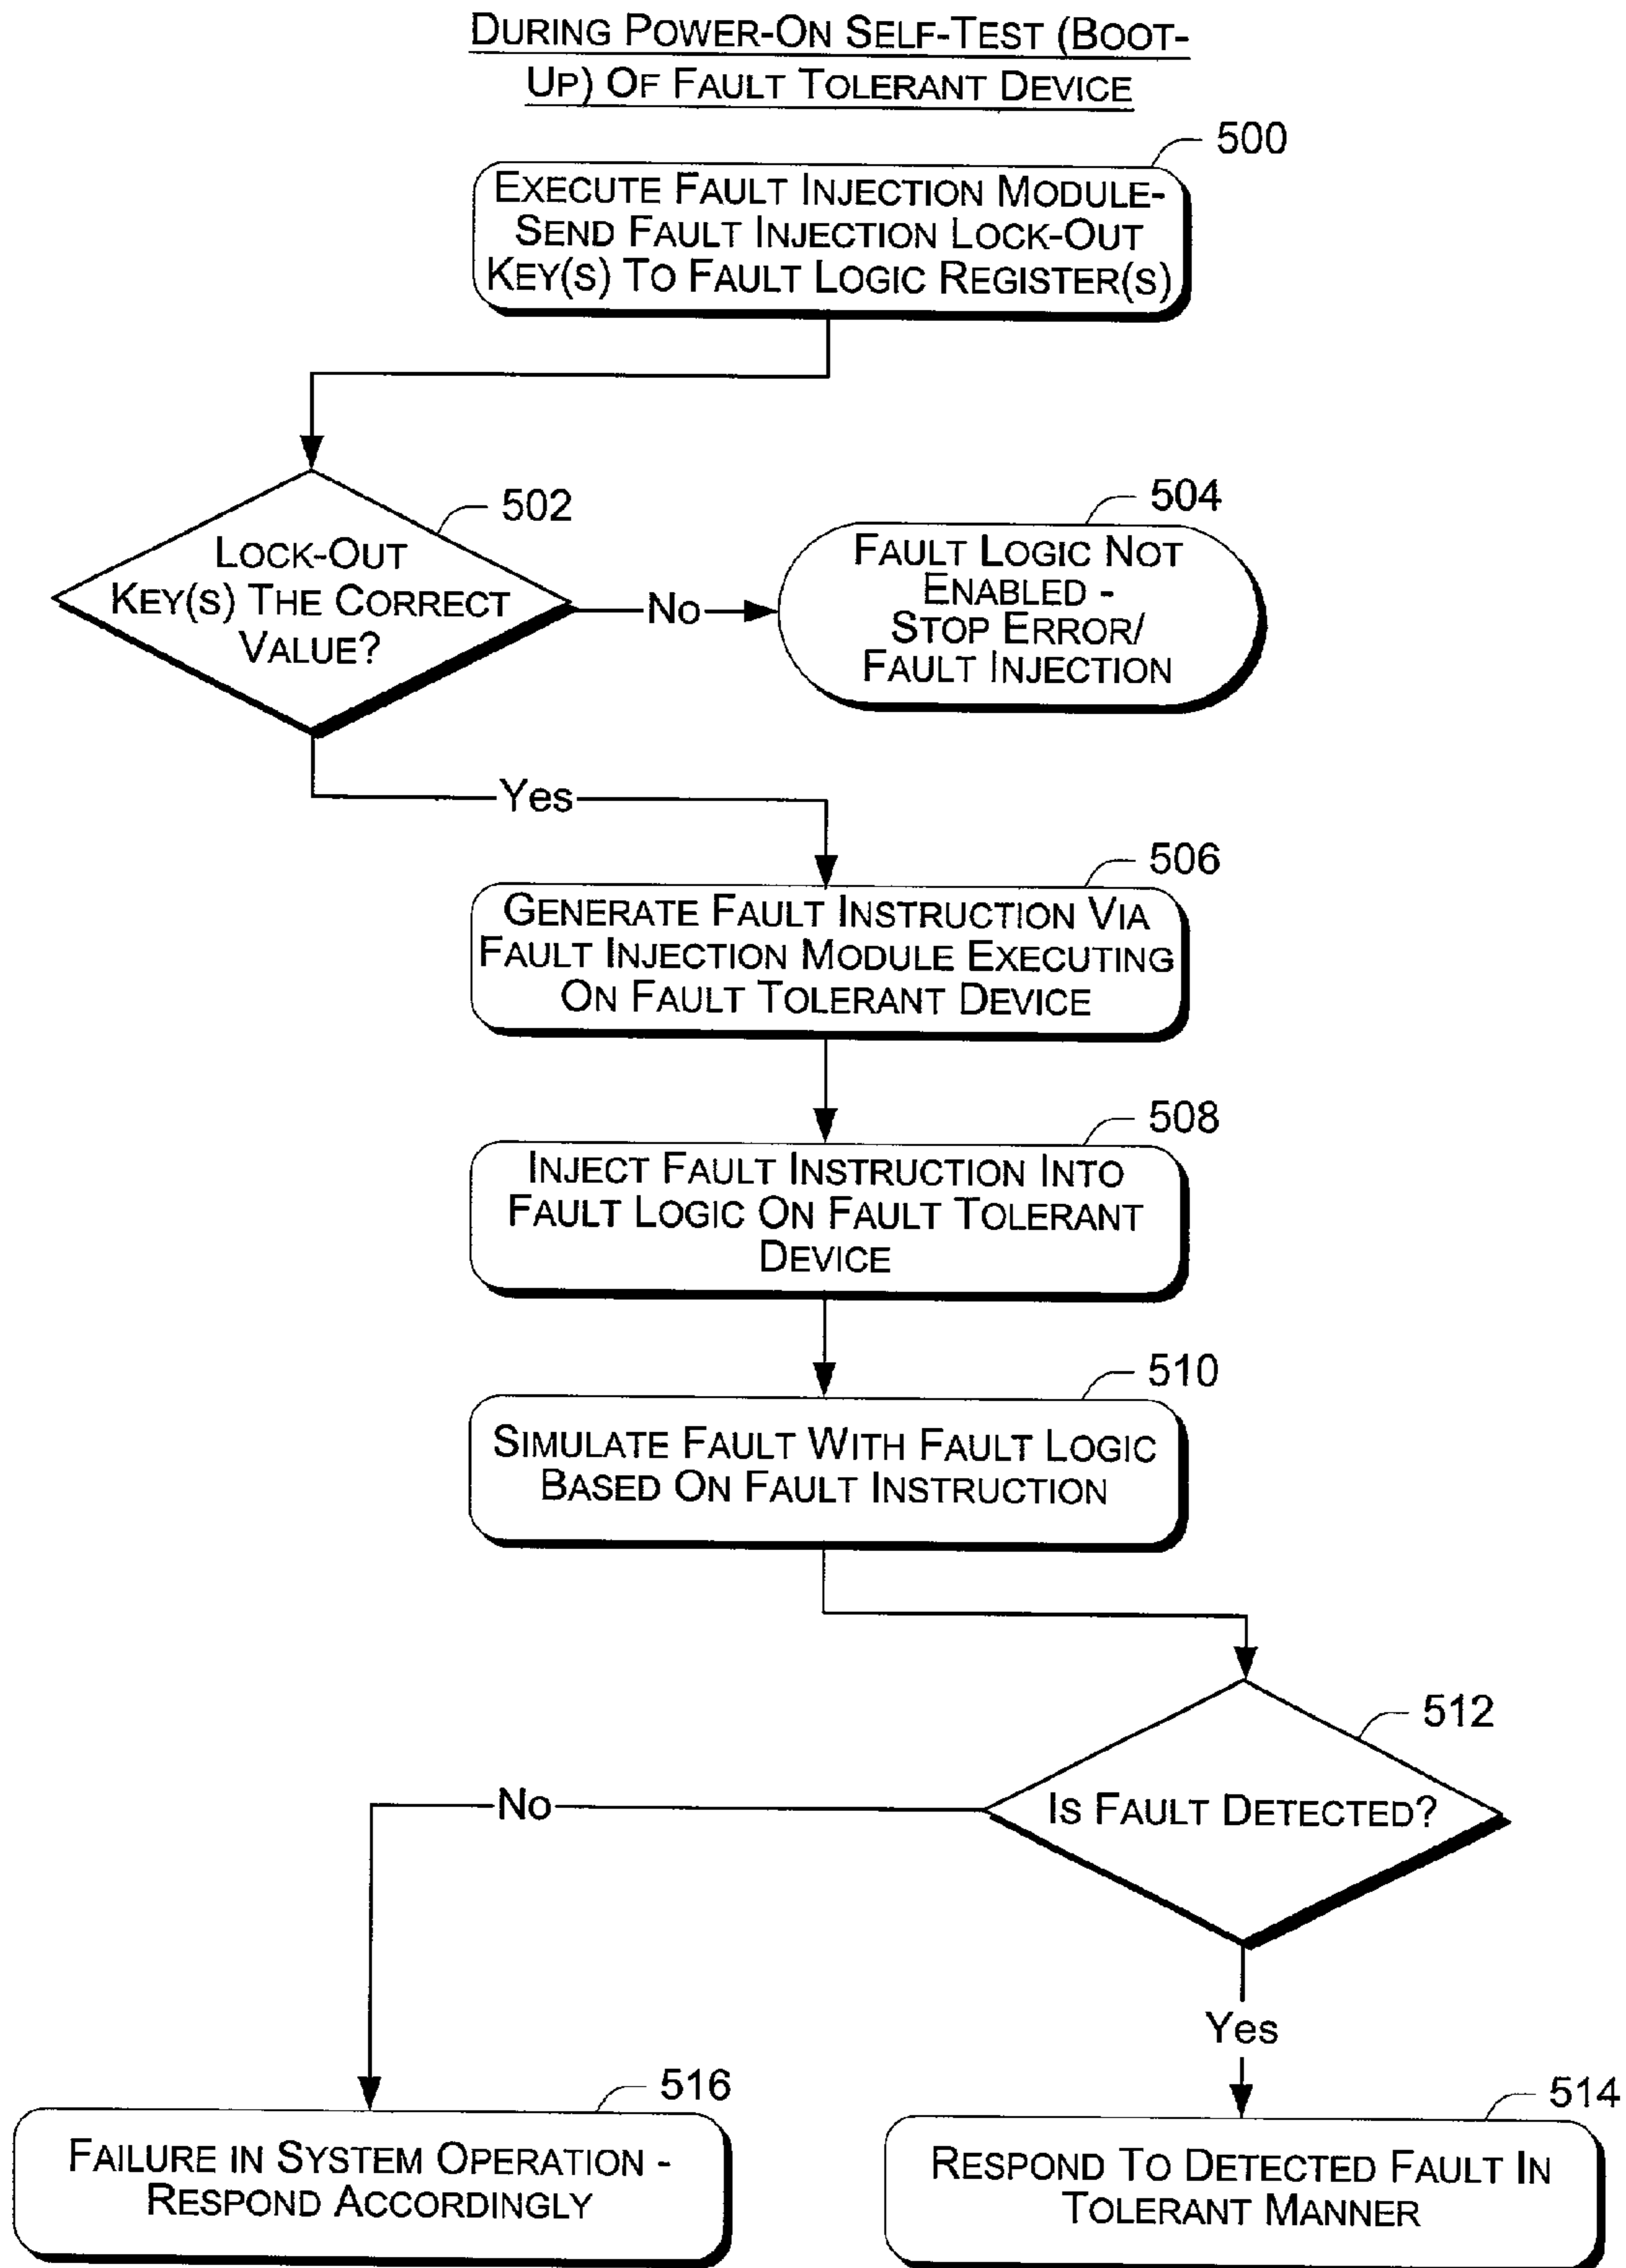 DURING POWER-ON SELF-TEST (BOOT-
UP) OF FAULT TOLERANT DEVICE
500
EXECUTE FAULT INJECTION MODULE-
SEND FAULT INJECTION LOCK-OUT
KEY(S) TO FAULT LOGIC REGISTER(S)
502
LOCK-OUT
KEY(S) THE CORRECT
VALUE?
No
504
FAULT LOGIC NOT
ENABLED -
STOP ERROR/
FAULT INJECTION
Yes
506
GENERATE FAULT INSTRUCTION VIA
FAULT INJECTION MODULE EXECUTING
ON FAULT TOLERANT DEVICE
508
INJECT FAULT INSTRUCTION INTO
FAULT LOGIC ON FAULT TOLERANT
DEVICE
510
SIMULATE FAULT WITH FAULT LOGIC
BASED ON FAULT INSTRUCTION
512
IS FAULT DETECTED?
No
Yes
516
FAILURE IN SYSTEM OPERATION -
RESPOND ACCORDINGLY
514
RESPOND TO DETECTED FAULT IN
TOLERANT MANNER